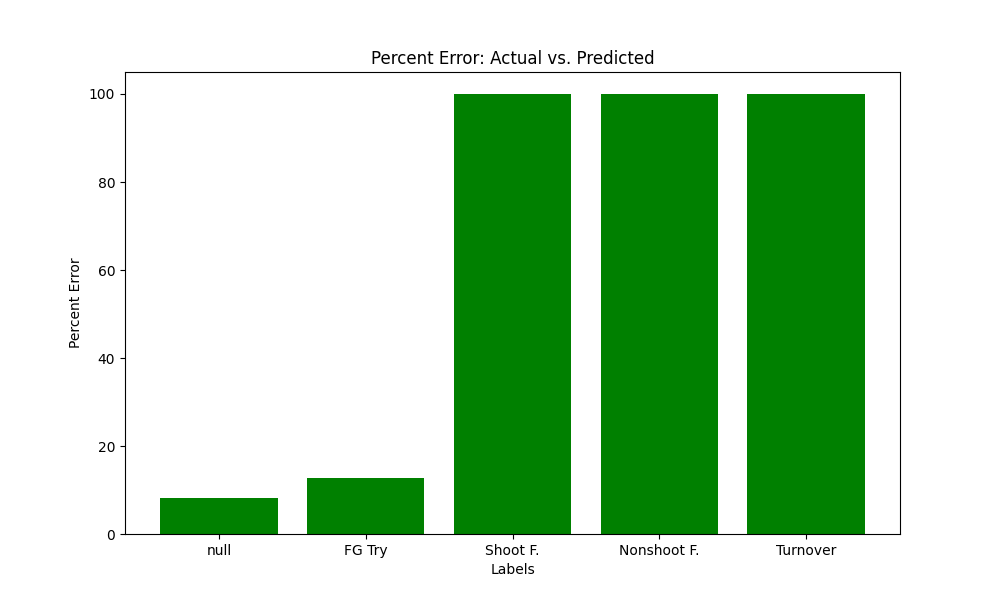 Percent Error: Actual vs. Predicted
100
80
60
40
20
0
Percent Error
null FG Try Shoot F. Nonshoot F. Turnover
Labels